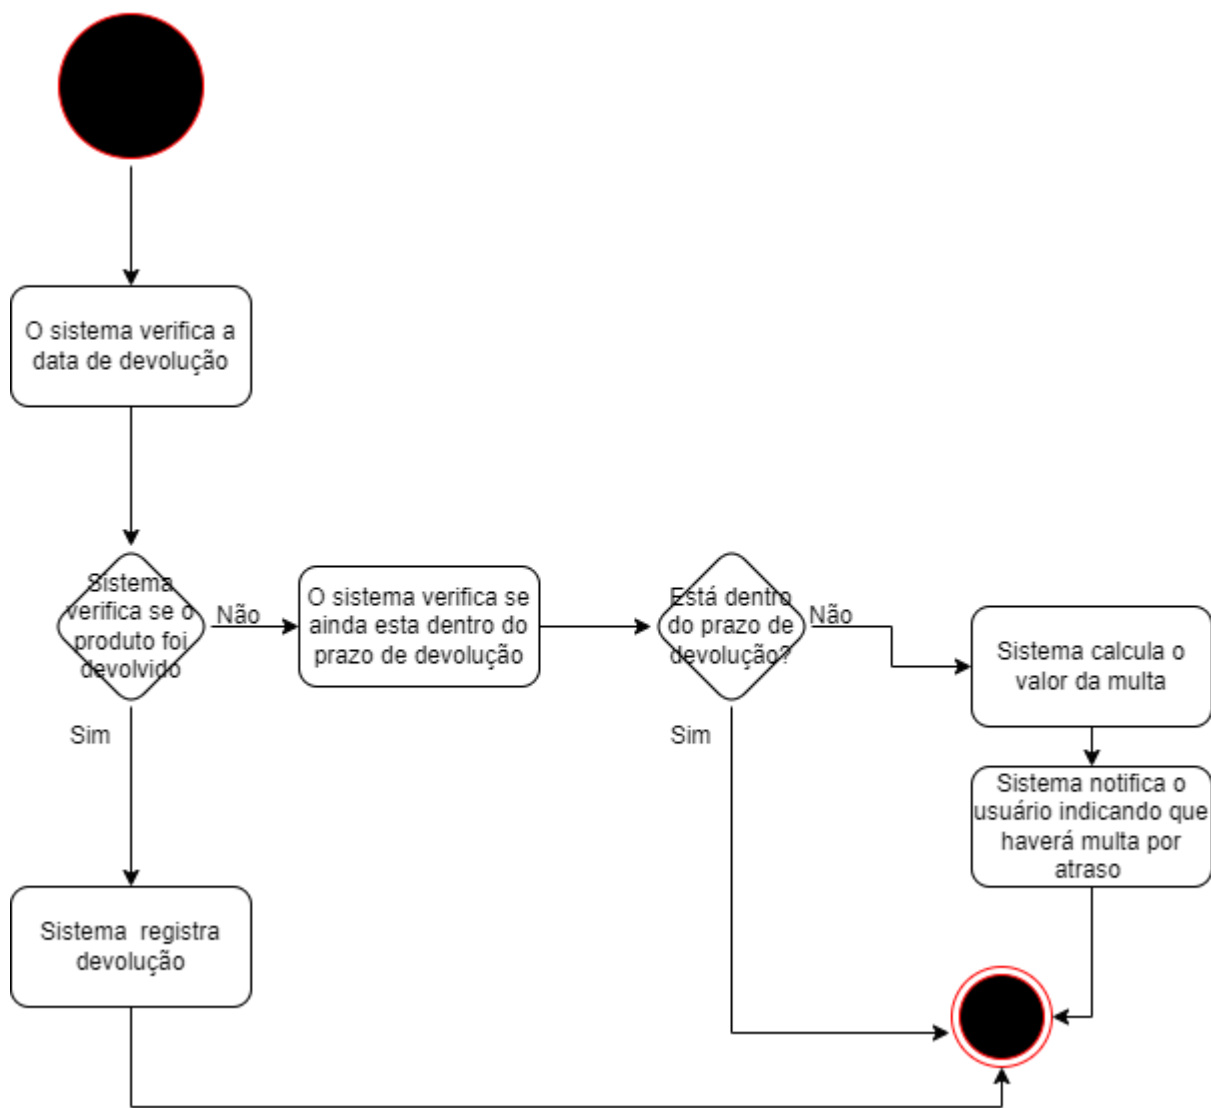 O sistema verifica a
data de devolução
Sistema
verifica se o
produto foi
devolvido
Não
O sistema verifica se
ainda esta dentro do
prazo de devolução
Está dentro
do prazo de
devolução?
Não
Sistema calcula o
valor da multa
Sim
Sim
Sistema notifica o
usuário indicando que
haverá multa por
atraso
Sistema  registra
devolução